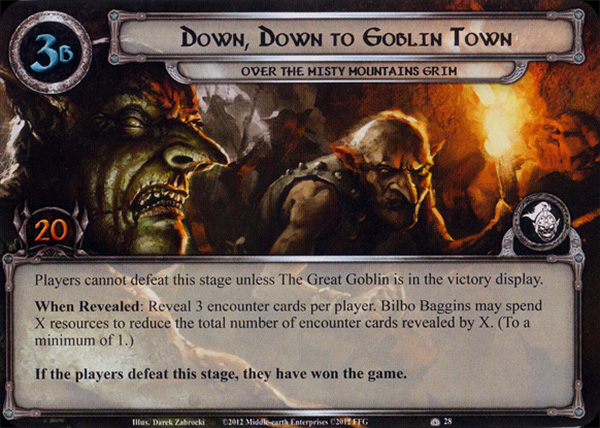 3B
DOWN, DOWN TO GOBLIN TOWN
OVER THE MISTY MOUNTAINS GRIM
20
Players cannot defeat this stage unless The Great Goblin is in the victory display.
When Revealed: Reveal 3 encounter cards per player. Bilbo Baggins may spend
X resources to reduce the total number of encounter cards revealed by X. (To a
minimum of 1.)
If the players defeat this stage, they have won the game.
Illus. Darek Zabrocki ©2012 Middle-earth Enterprises ©2012 FFG 28